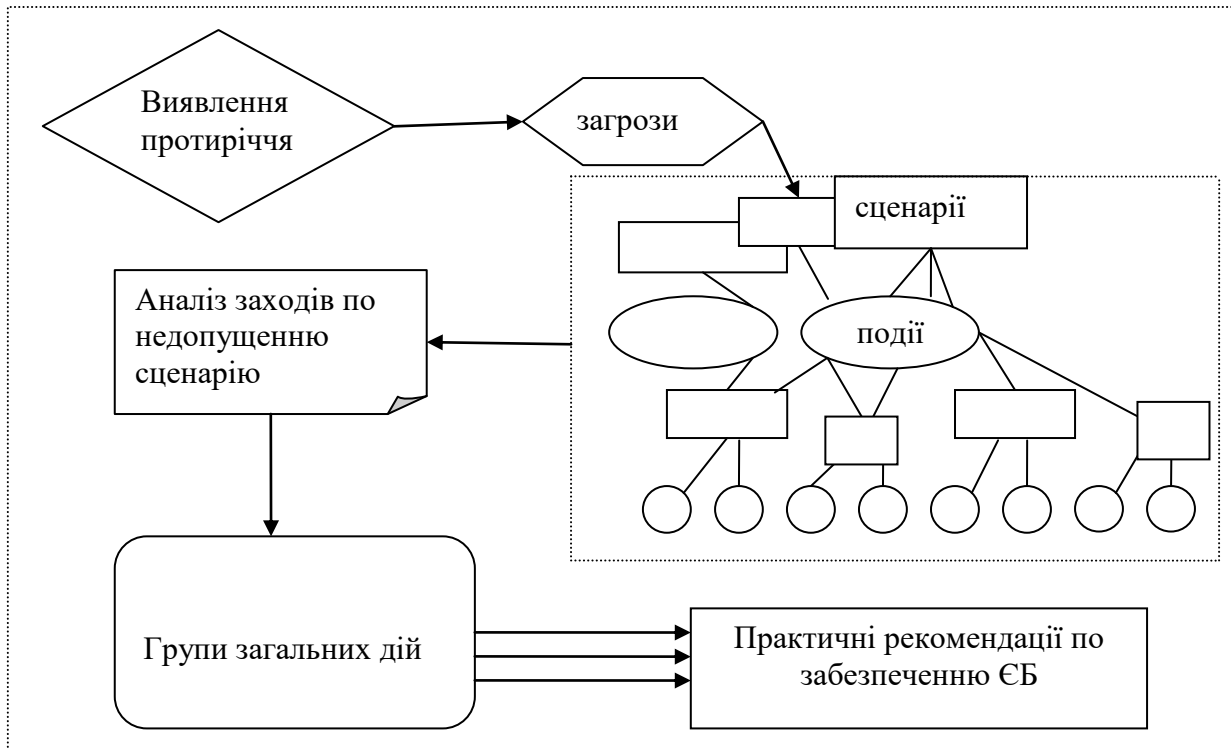 Виявлення
протиріччя
загрози
сценарії
Аналіз заходів по
недопущенню
сценарію
події
Групи загальних дій
Практичні рекомендації по
забезпеченню ЄБ